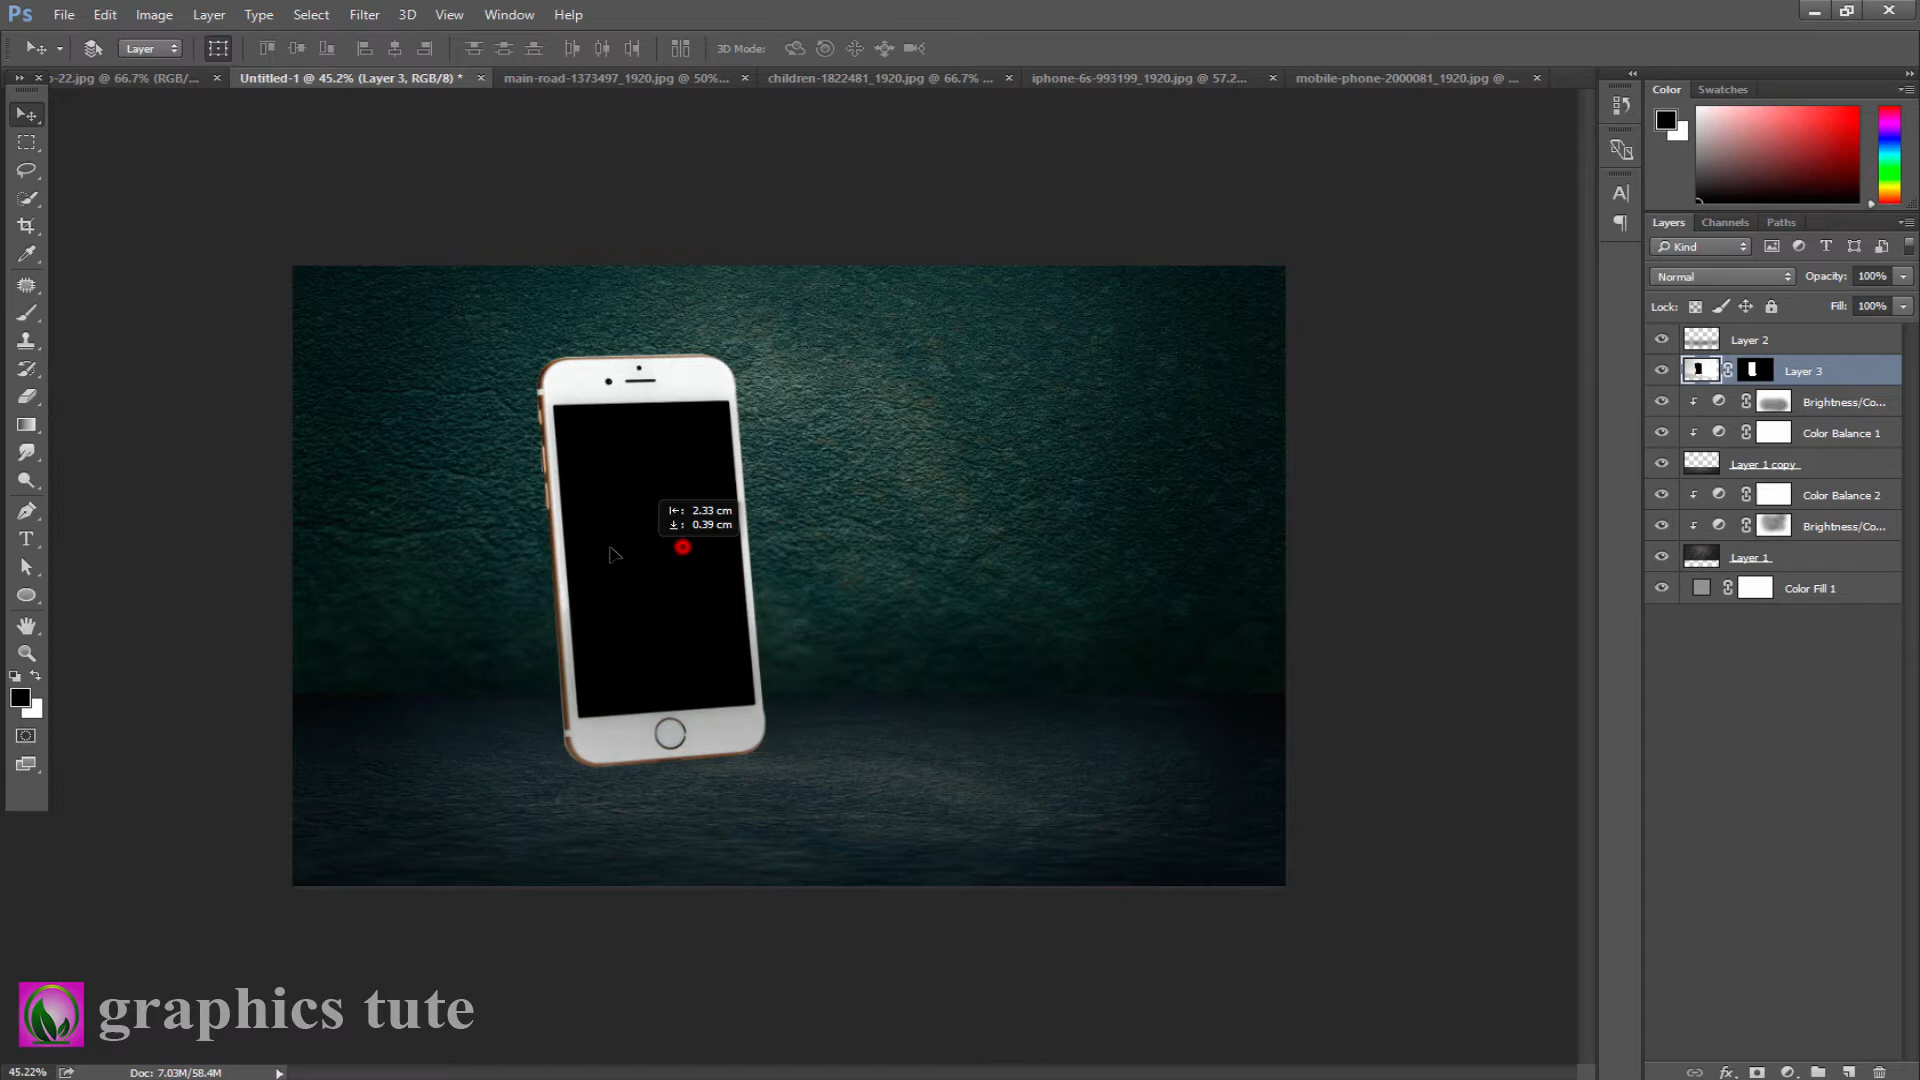 Ps File Edit Image Layer Type Select Filter 3D View Window Help
Layer 3D Mode:
o-22.jpg @ 66.7% (RGB/... Untitled-1 @ 45.2% (Layer 3, RGB/8) * main-road-1373497_1920.jpg @ 50%... children-1822481_1920.jpg @ 66.7% ... iphone-6s-993199_1920.jpg @ 57.2... mobile-phone-2000081_1920.jpg @ ...
Color Swatches
Layers Channels Paths
Kind
Normal Opacity: 100%
Lock: Fill: 100%
Layer 2
Layer 3
Brightness/Co...
Color Balance 1
Layer 1 copy
Color Balance 2
Brightness/Co...
Layer 1
Color Fill 1
2.33 cm
0.39 cm
graphics tute
45.22% Doc: 7.03M/58.4M